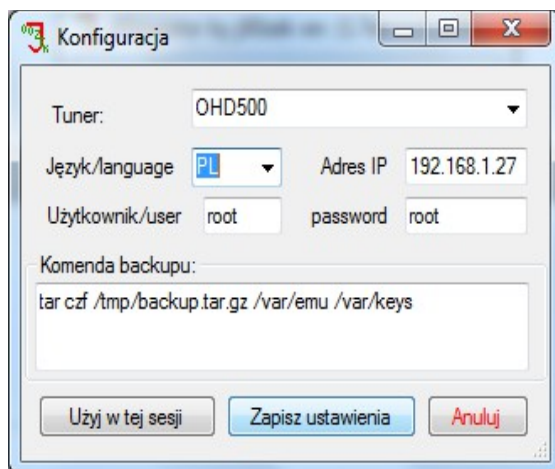 Konfiguracja
Tuner: OHD500
Język/language PL Adres IP 192.168.1.27
Użytkownik/user root password root
Komenda backupu:
tar czf /tmp/backup.tar.gz /var/emu /var/keys
Użyj w tej sesji Zapisz ustawienia Anuluj